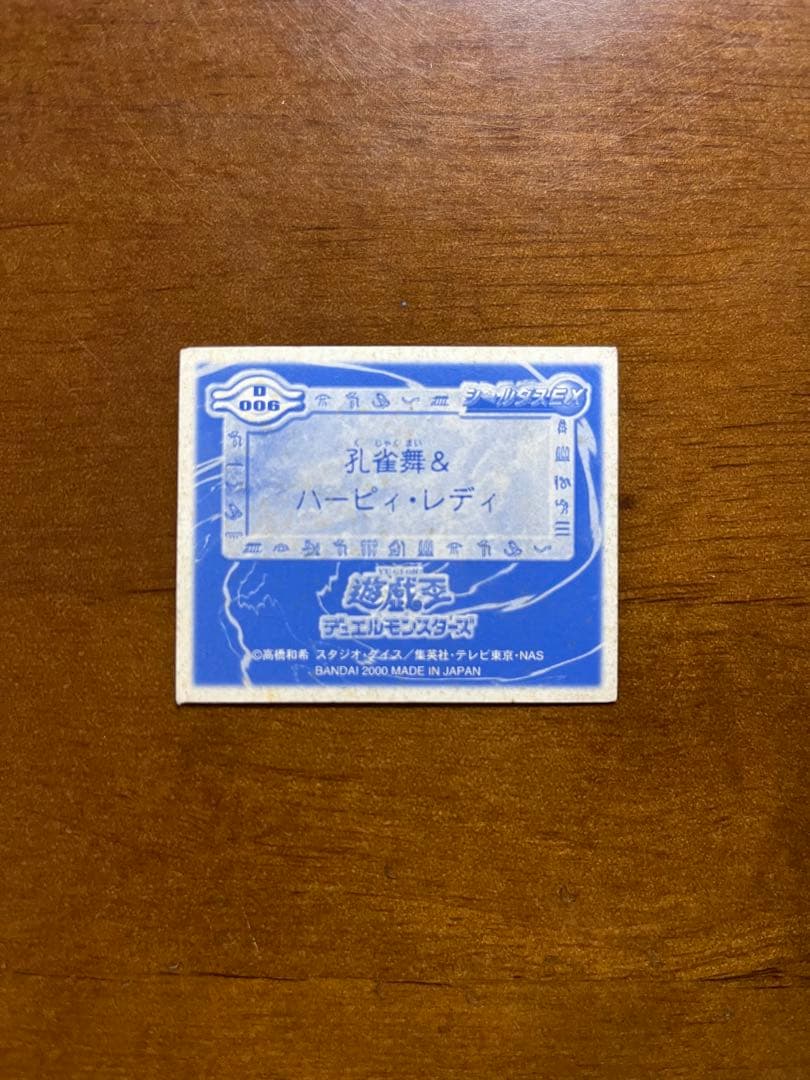 D
006
シールダスEX
く じゃく まい
孔雀舞&
ハーピィ・レディ
遊戯王
デュエルモンスターズ
©高橋和希 スタジオ・ダイス/集英社・テレビ東京・NAS
BANDAI 2000 MADE IN JAPAN